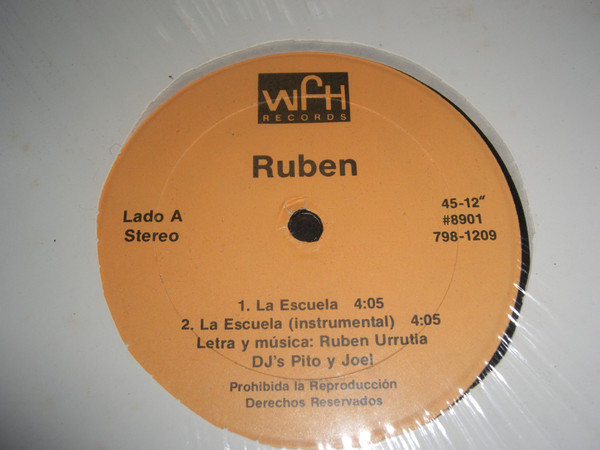 WFH
RECORDS
Ruben
Lado A
Stereo
45-12"
#8901
798-1209
1. La Escuela 4:05
2. La Escuela (instrumental) 4:05
Letra y música: Ruben Urrutia
DJ's Pito y Joel
Prohibida la Reproducción
Derechos Reservados